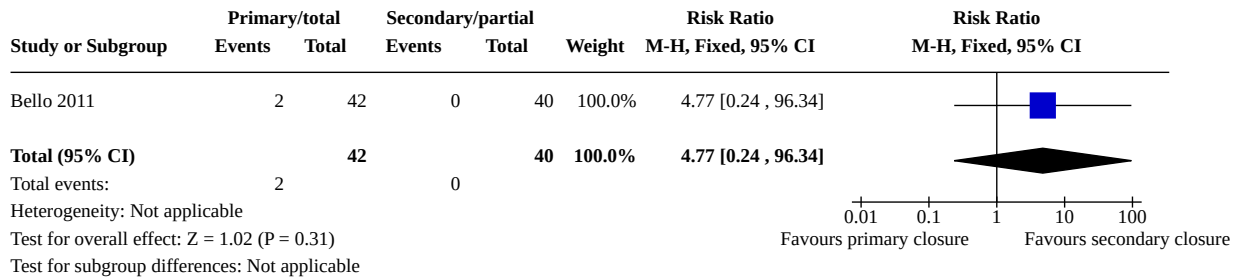 Primary/total Secondary/partial Risk Ratio Risk Ratio
Study or Subgroup Events Total Events Total Weight M-H, Fixed, 95% CI M-H, Fixed, 95% CI
Bello 2011 2 42 0 40 100.0% 4.77 [0.24 , 96.34]
Total (95% CI) 42 40 100.0% 4.77 [0.24 , 96.34]
Total events: 2 0
Heterogeneity: Not applicable
0.01 0.1 1 10 100
Test for overall effect: Z = 1.02 (P = 0.31)
Favours primary closure Favours secondary closure
Test for subgroup differences: Not applicable